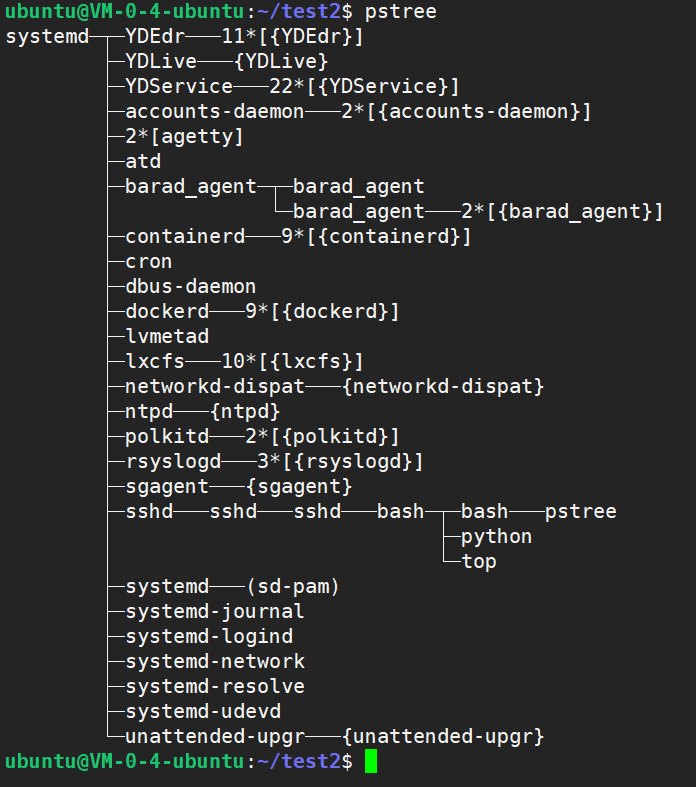 ubuntu@VM-0-4-ubuntu:~/test2$ pstree
systemd─┬─YDEdr───11*[{YDEdr}]
        ├─YDLive───{YDLive}
        ├─YDService───22*[{YDService}]
        ├─accounts-daemon───2*[{accounts-daemon}]
        ├─2*[agetty]
        ├─atd
        ├─barad_agent─┬─barad_agent
        │             └─barad_agent───2*[{barad_agent}]
        ├─containerd───9*[{containerd}]
        ├─cron
        ├─dbus-daemon
        ├─dockerd───9*[{dockerd}]
        ├─lvmetad
        ├─lxcfs───10*[{lxcfs}]
        ├─networkd-dispat───{networkd-dispat}
        ├─ntpd───{ntpd}
        ├─polkitd───2*[{polkitd}]
        ├─rsyslogd───3*[{rsyslogd}]
        ├─sgagent───{sgagent}
        ├─sshd───sshd───sshd───bash─┬─bash───pstree
        │                           ├─python
        │                           └─top
        ├─systemd───(sd-pam)
        ├─systemd-journal
        ├─systemd-logind
        ├─systemd-network
        ├─systemd-resolve
        ├─systemd-udevd
        └─unattended-upgr───{unattended-upgr}
ubuntu@VM-0-4-ubuntu:~/test2$